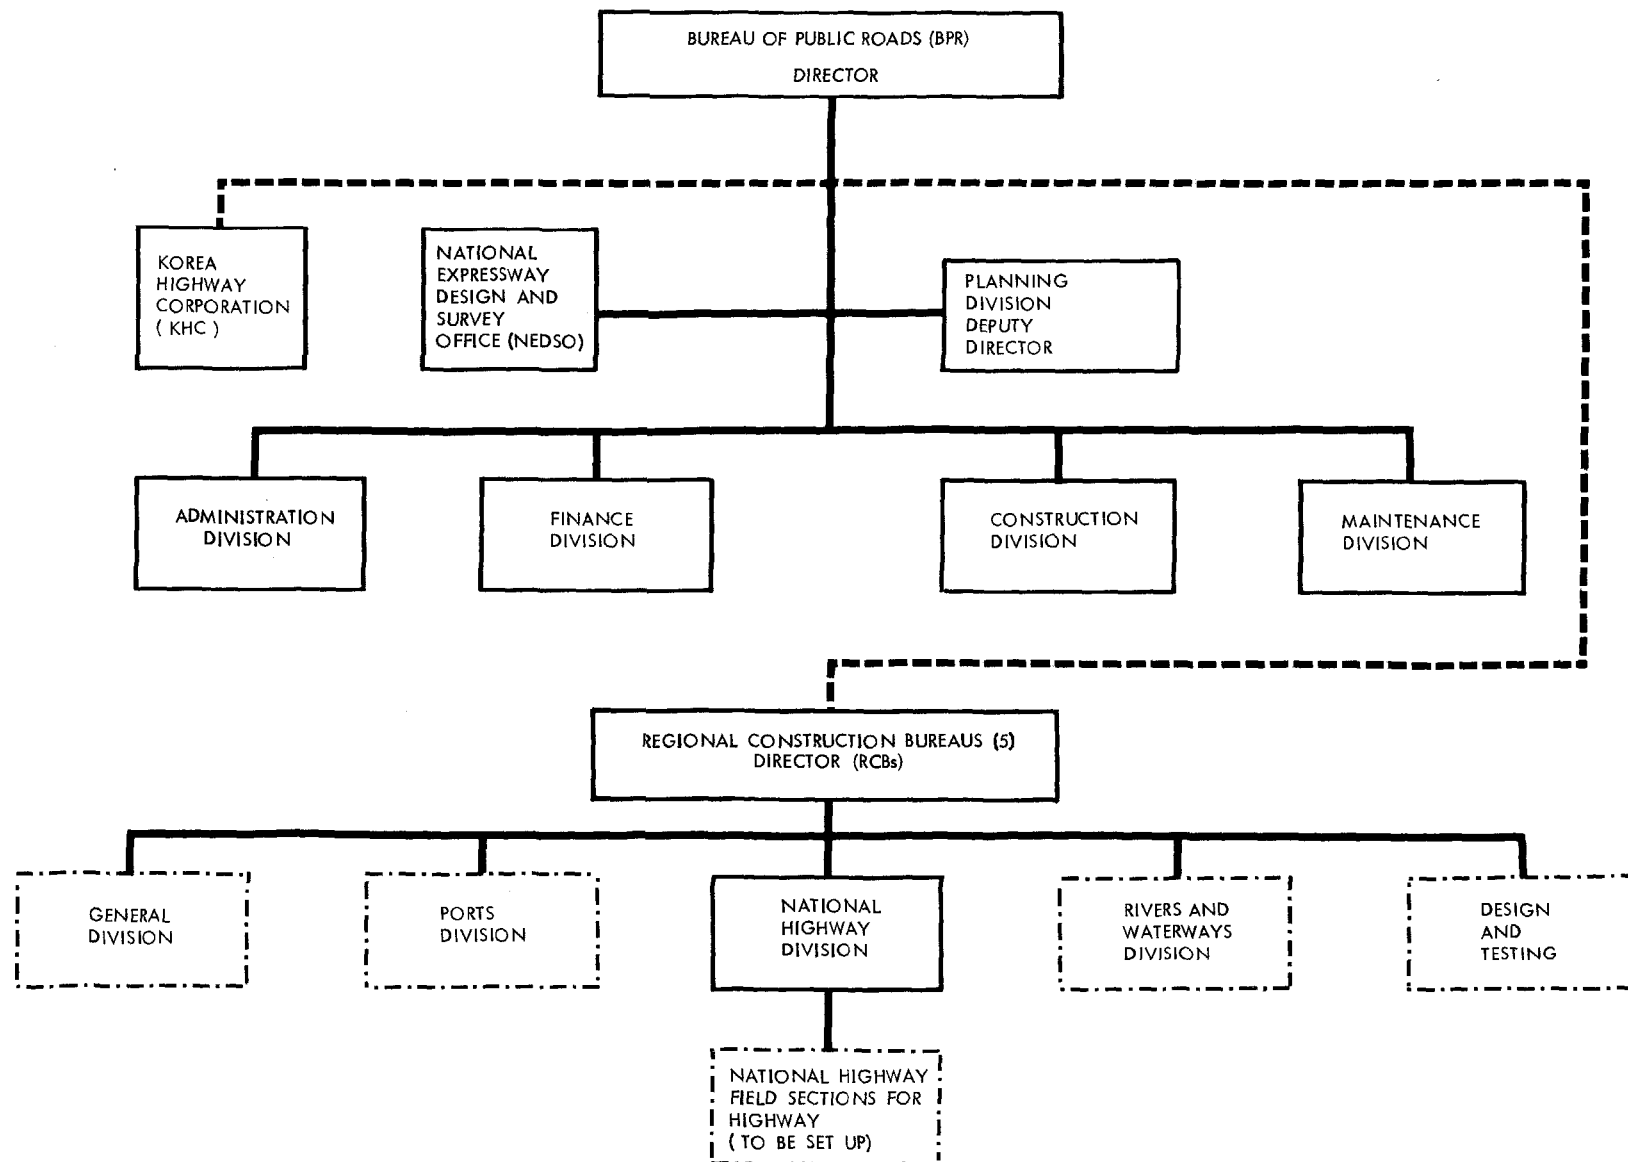 BUREAU OF PUBLIC ROADS (BPR)
DIRECTOR
KOREA
HIGHWAY
CORPORATION
( KHC )
NATIONAL
EXPRESSWAY
DESIGN AND
SURVEY
OFFICE (NEDSO)
PLANNING
DIVISION
DEPUTY
DIRECTOR
ADMINISTRATION
DIVISION
FINANCE
DIVISION
CONSTRUCTION
DIVISION
MAINTENANCE
DIVISION
REGIONAL CONSTRUCTION BUREAUS (5)
DIRECTOR (RCBs)
GENERAL
DIVISION
PORTS
DIVISION
NATIONAL
HIGHWAY
DIVISION
RIVERS AND
WATERWAYS
DIVISION
DESIGN
AND
TESTING
NATIONAL HIGHWAY
FIELD SECTIONS FOR
HIGHWAY
( TO BE SET UP)